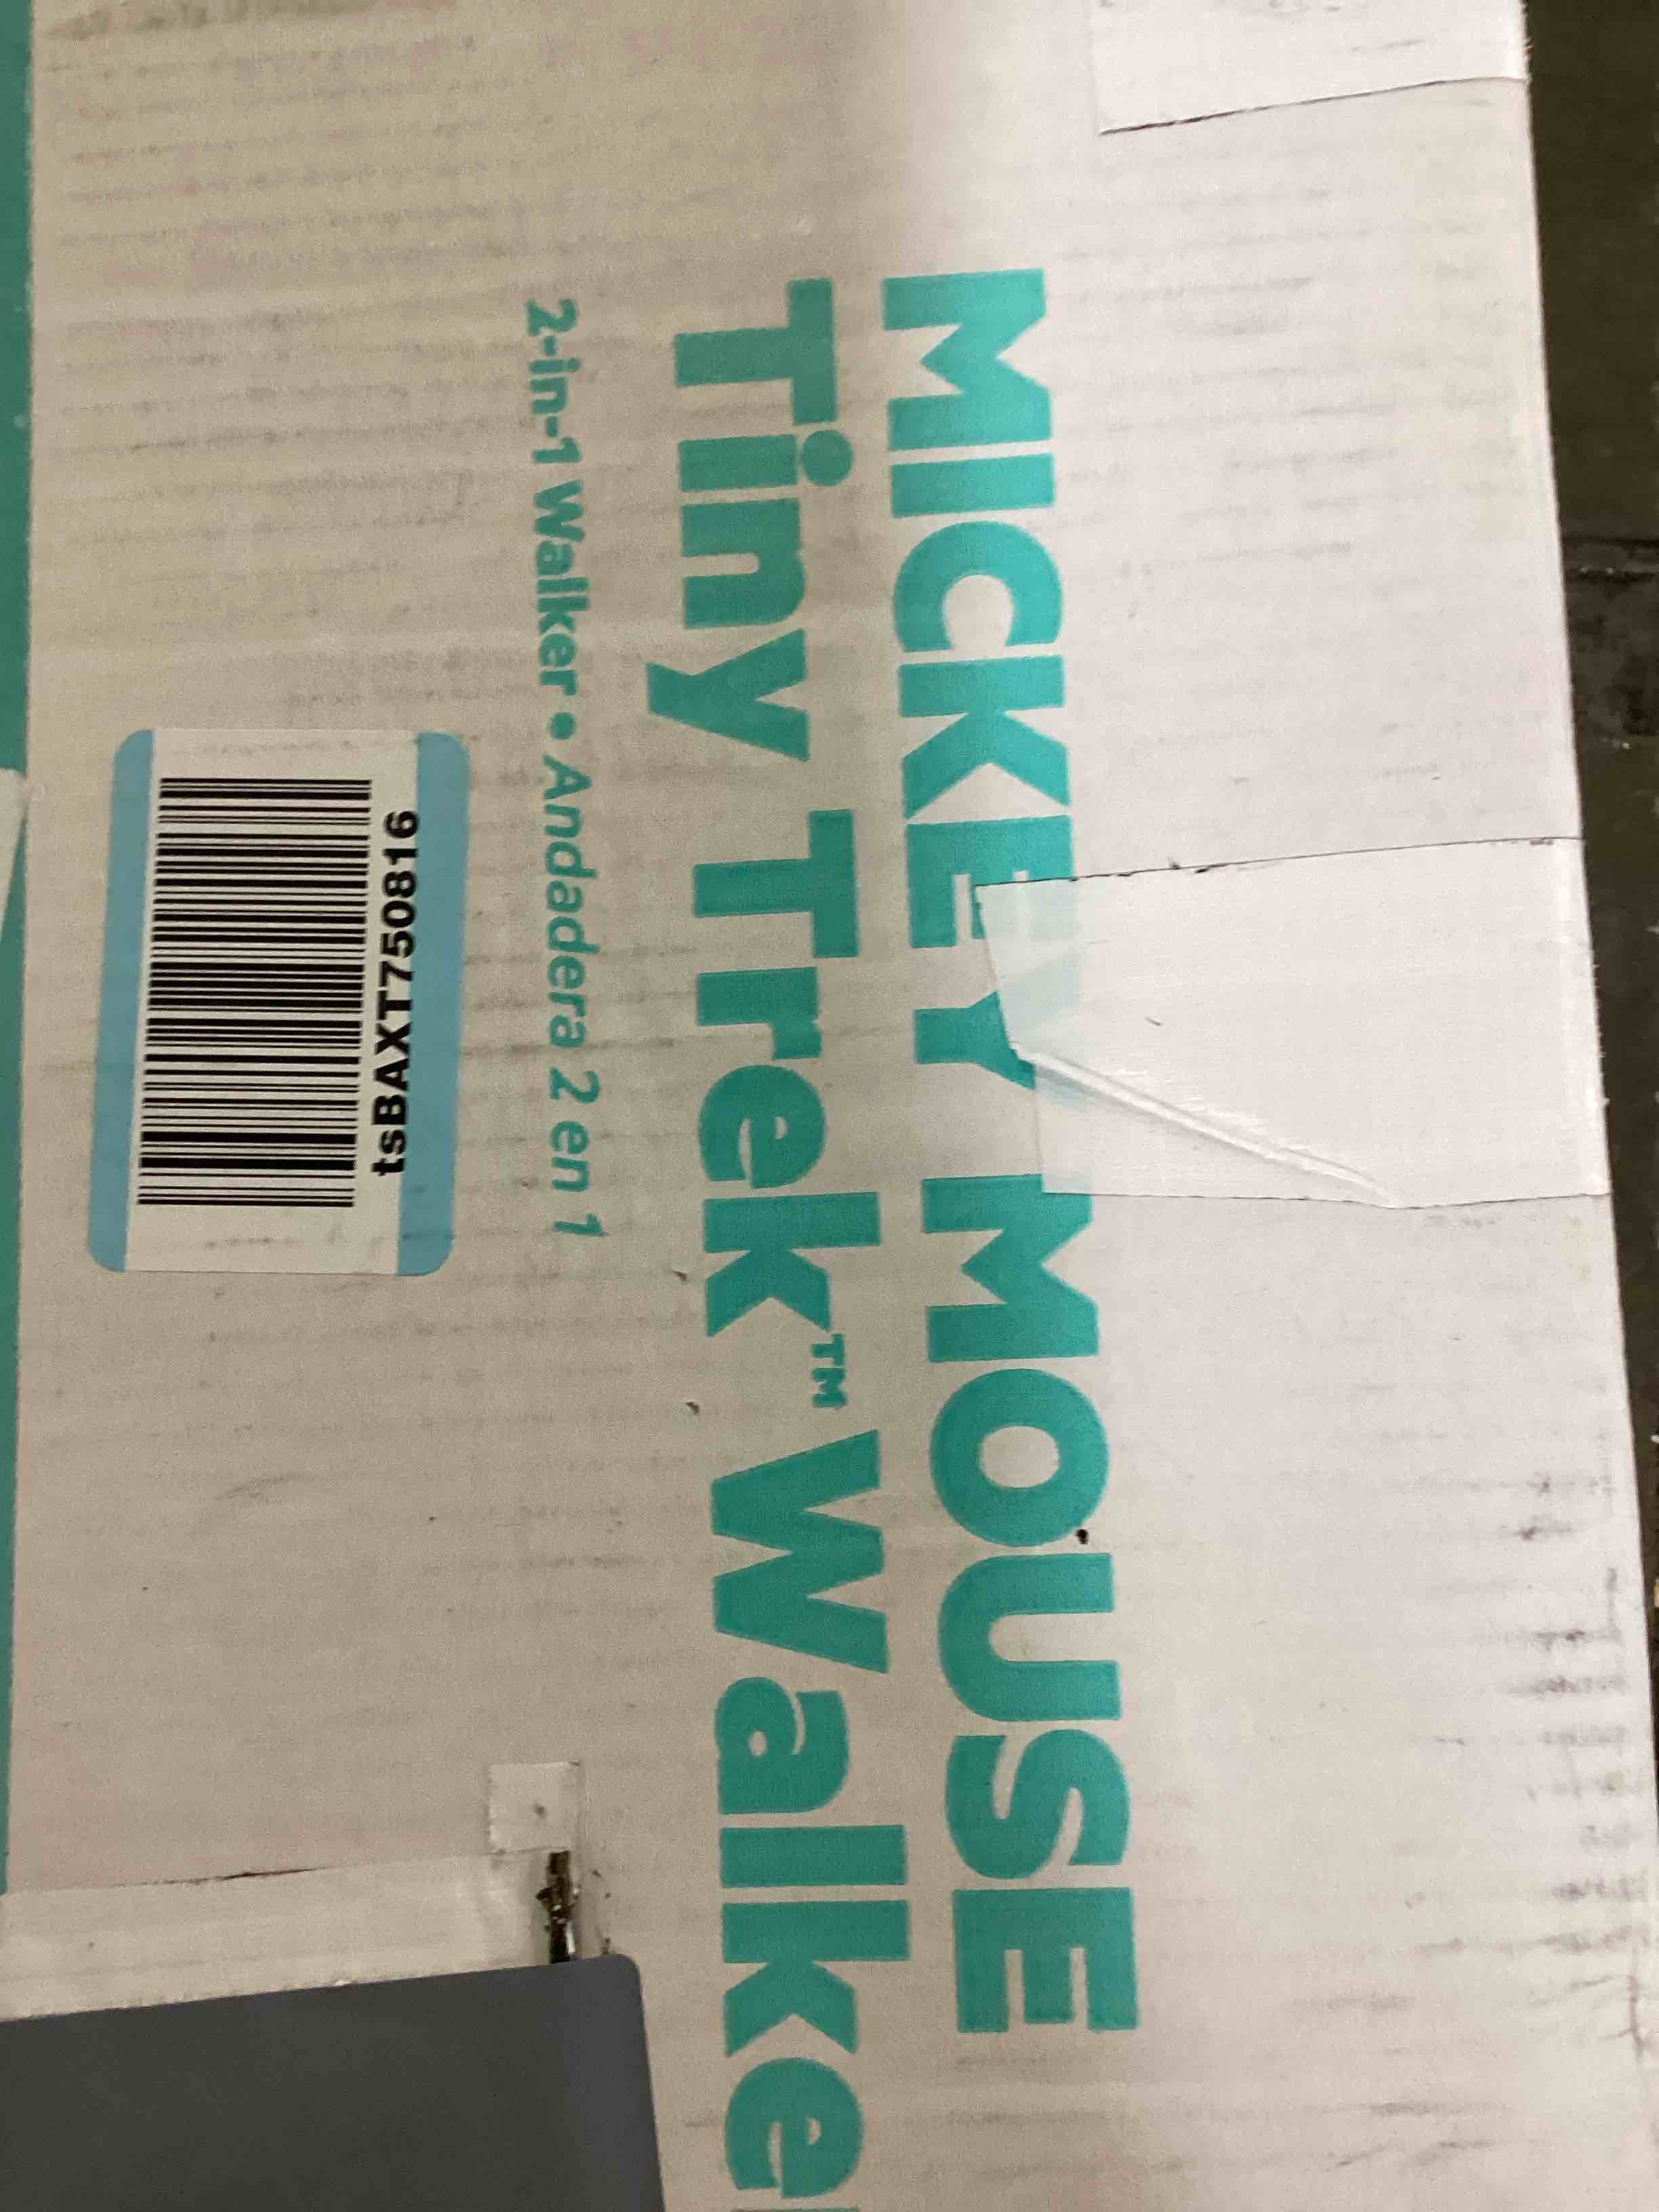 MICKEY MOUSE
Tiny Trek™ Walke
2-in-1 Walker • Andadera 2 en 1
tsBAXT750816